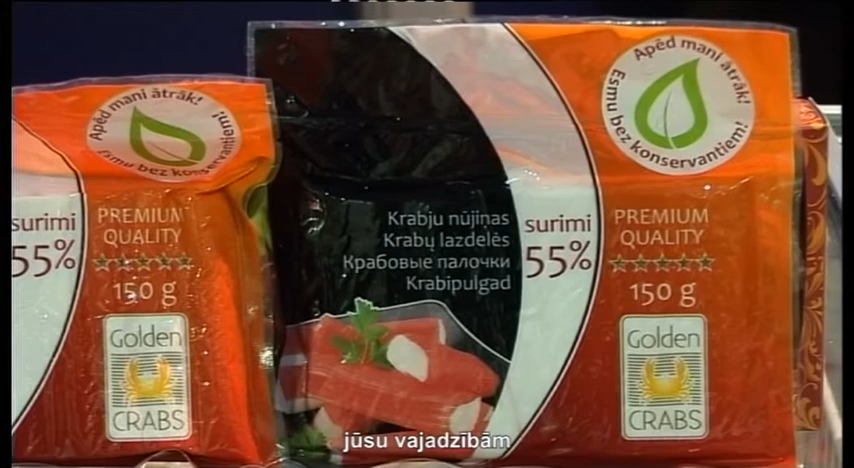 Apēd mani ātrāk!
Esmu bez konservantiem!
surimi
55%
PREMIUM
QUALITY
150 g
Golden
CRABS
Krabju nūjiņas
Krabų lazdelės
Крабовые палочки
Krabipulgad
surimi
55%
Apēd mani ātrāk!
Esmu bez konservantiem!
PREMIUM
QUALITY
150 g
Golden
CRABS
jūsu vajadzībām